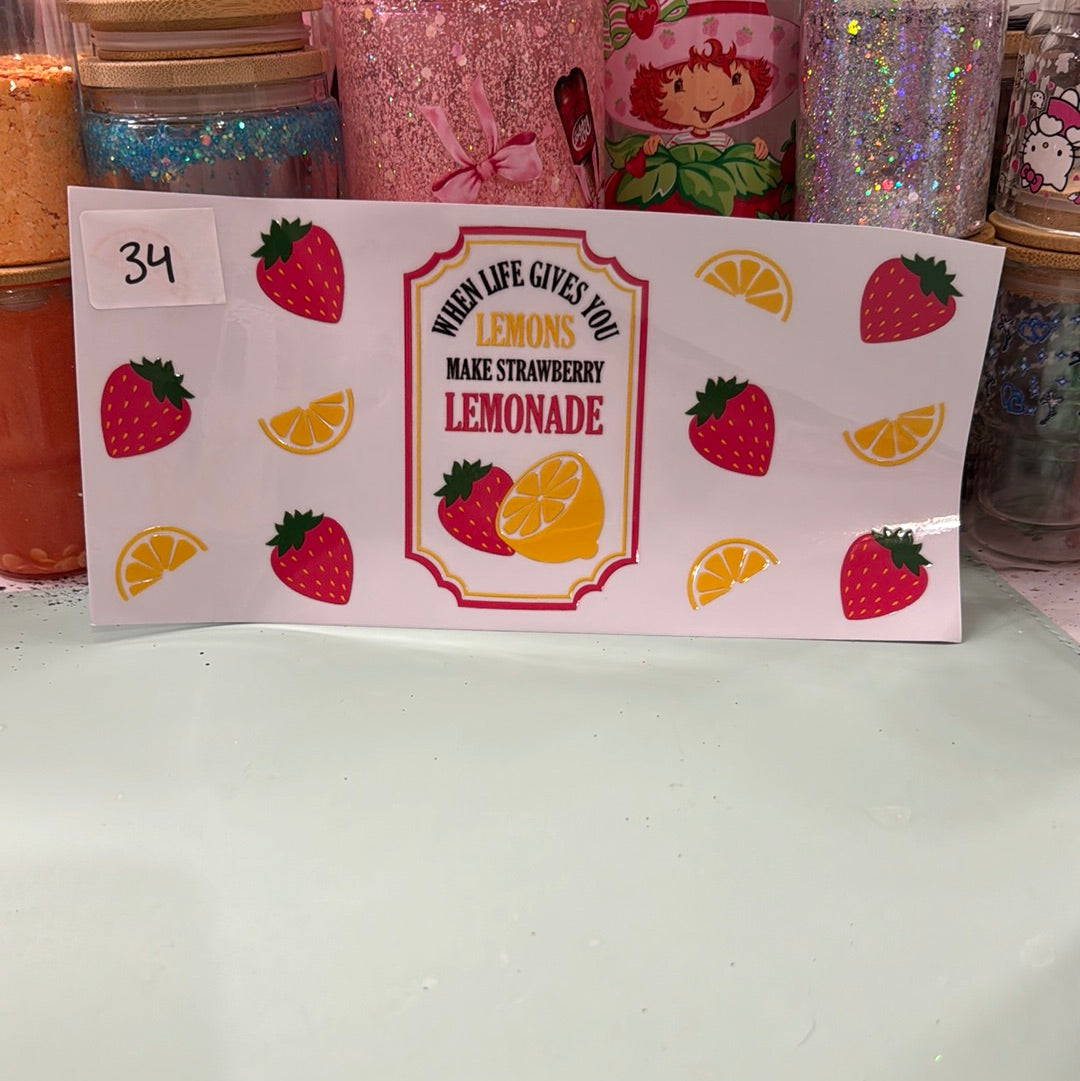 34
WHEN LIFE GIVES YOU
LEMONS
MAKE STRAWBERRY
LEMONADE